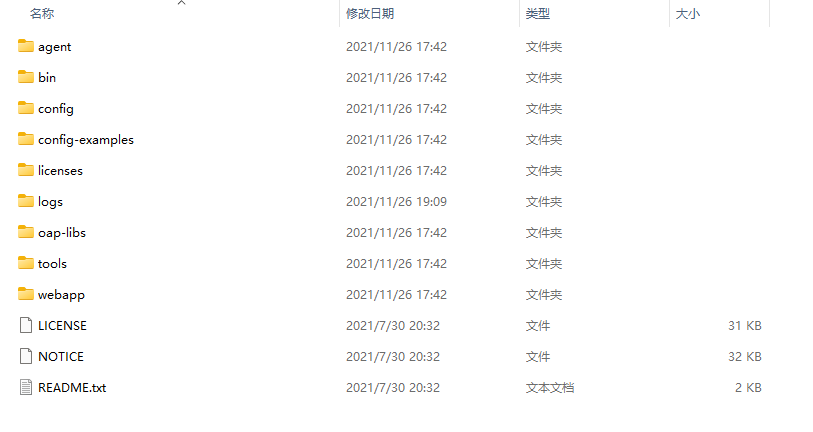 名称 修改日期 类型 大小
agent 2021/11/26 17:42 文件夹
bin 2021/11/26 17:42 文件夹
config 2021/11/26 17:42 文件夹
config-examples 2021/11/26 17:42 文件夹
licenses 2021/11/26 17:42 文件夹
logs 2021/11/26 19:09 文件夹
oap-libs 2021/11/26 17:42 文件夹
tools 2021/11/26 17:42 文件夹
webapp 2021/11/26 17:42 文件夹
LICENSE 2021/7/30 20:32 文件 31 KB
NOTICE 2021/7/30 20:32 文件 32 KB
README.txt 2021/7/30 20:32 文本文档 2 KB